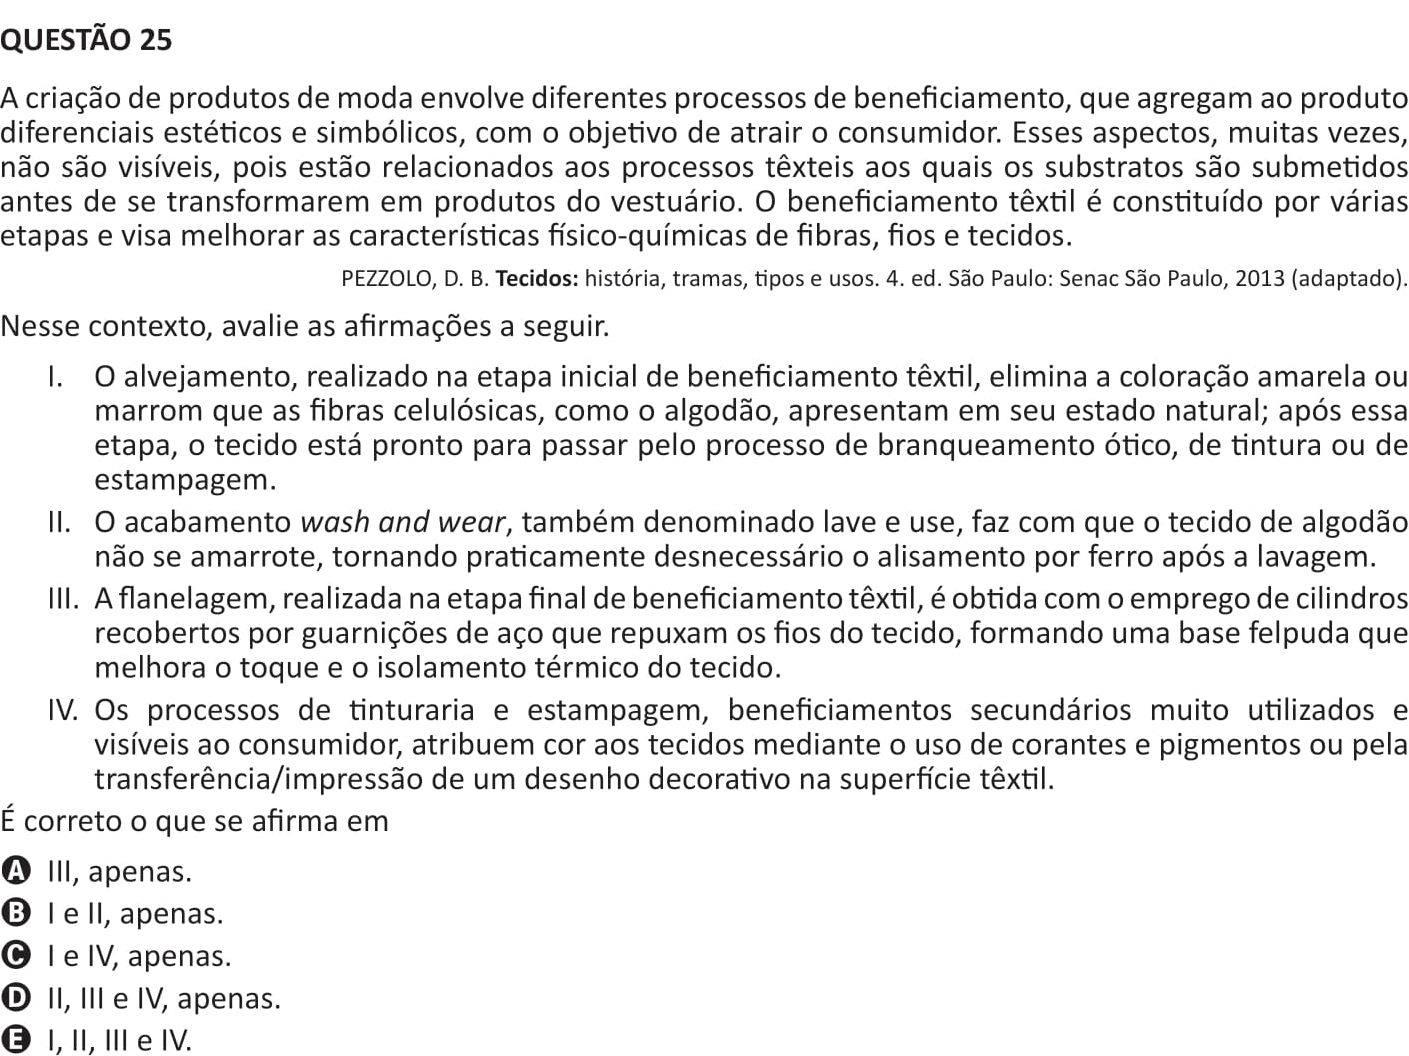 QUESTÃO 25
A criação de produtos de moda envolve diferentes processos de beneficiamento, que agregam ao produto
diferenciais estéticos e simbólicos, com o objetivo de atrair o consumidor. Esses aspectos, muitas vezes,
não são visíveis, pois estão relacionados aos processos têxteis aos quais os substratos são submetidos
antes de se transformarem em produtos do vestuário. O beneficiamento têxtil é constituído por várias
etapas e visa melhorar as características físico-químicas de fibras, fios e tecidos.
PEZZOLO, D. B. Tecidos: história, tramas, tipos e usos. 4. ed. São Paulo: Senac São Paulo, 2013 (adaptado).
Nesse contexto, avalie as afirmações a seguir.
I. O alvejamento, realizado na etapa inicial de beneficiamento têxtil, elimina a coloração amarela ou
marrom que as fibras celulósicas, como o algodão, apresentam em seu estado natural; após essa
etapa, o tecido está pronto para passar pelo processo de branqueamento ótico, de tintura ou de
estampagem.
II. O acabamento wash and wear, também denominado lave e use, faz com que o tecido de algodão
não se amarrote, tornando praticamente desnecessário o alisamento por ferro após a lavagem.
III. A flanelagem, realizada na etapa final de beneficiamento têxtil, é obtida com o emprego de cilindros
recobertos por guarnições de aço que repuxam os fios do tecido, formando uma base felpuda que
melhora o toque e o isolamento térmico do tecido.
IV. Os processos de tinturaria e estampagem, beneficiamentos secundários muito utilizados e
visíveis ao consumidor, atribuem cor aos tecidos mediante o uso de corantes e pigmentos ou pela
transferência/impressão de um desenho decorativo na superfície têxtil.
É correto o que se afirma em
A III, apenas.
B I e II, apenas.
C I e IV, apenas.
D II, III e IV, apenas.
E I, II, III e IV.